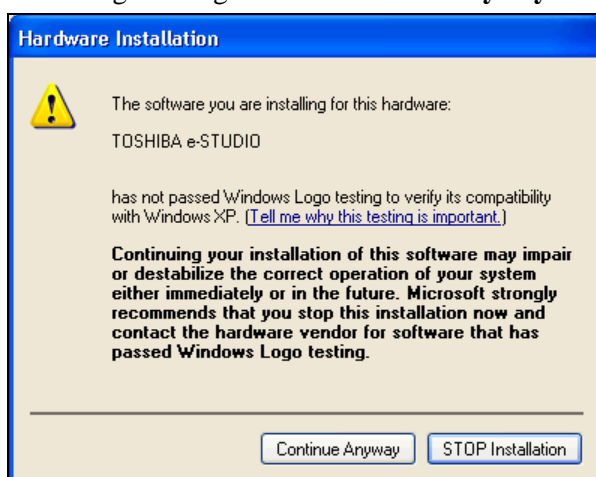 Hardware Installation
The software you are installing for this hardware:
TOSHIBA e-STUDIO
has not passed Windows Logo testing to verify its compatibility
with Windows XP. (Tell me why this testing is important.)
Continuing your installation of this software may impair
or destabilize the correct operation of your system
either immediately or in the future. Microsoft strongly
recommends that you stop this installation now and
contact the hardware vendor for software that has
passed Windows Logo testing.
Continue Anyway STOP Installation